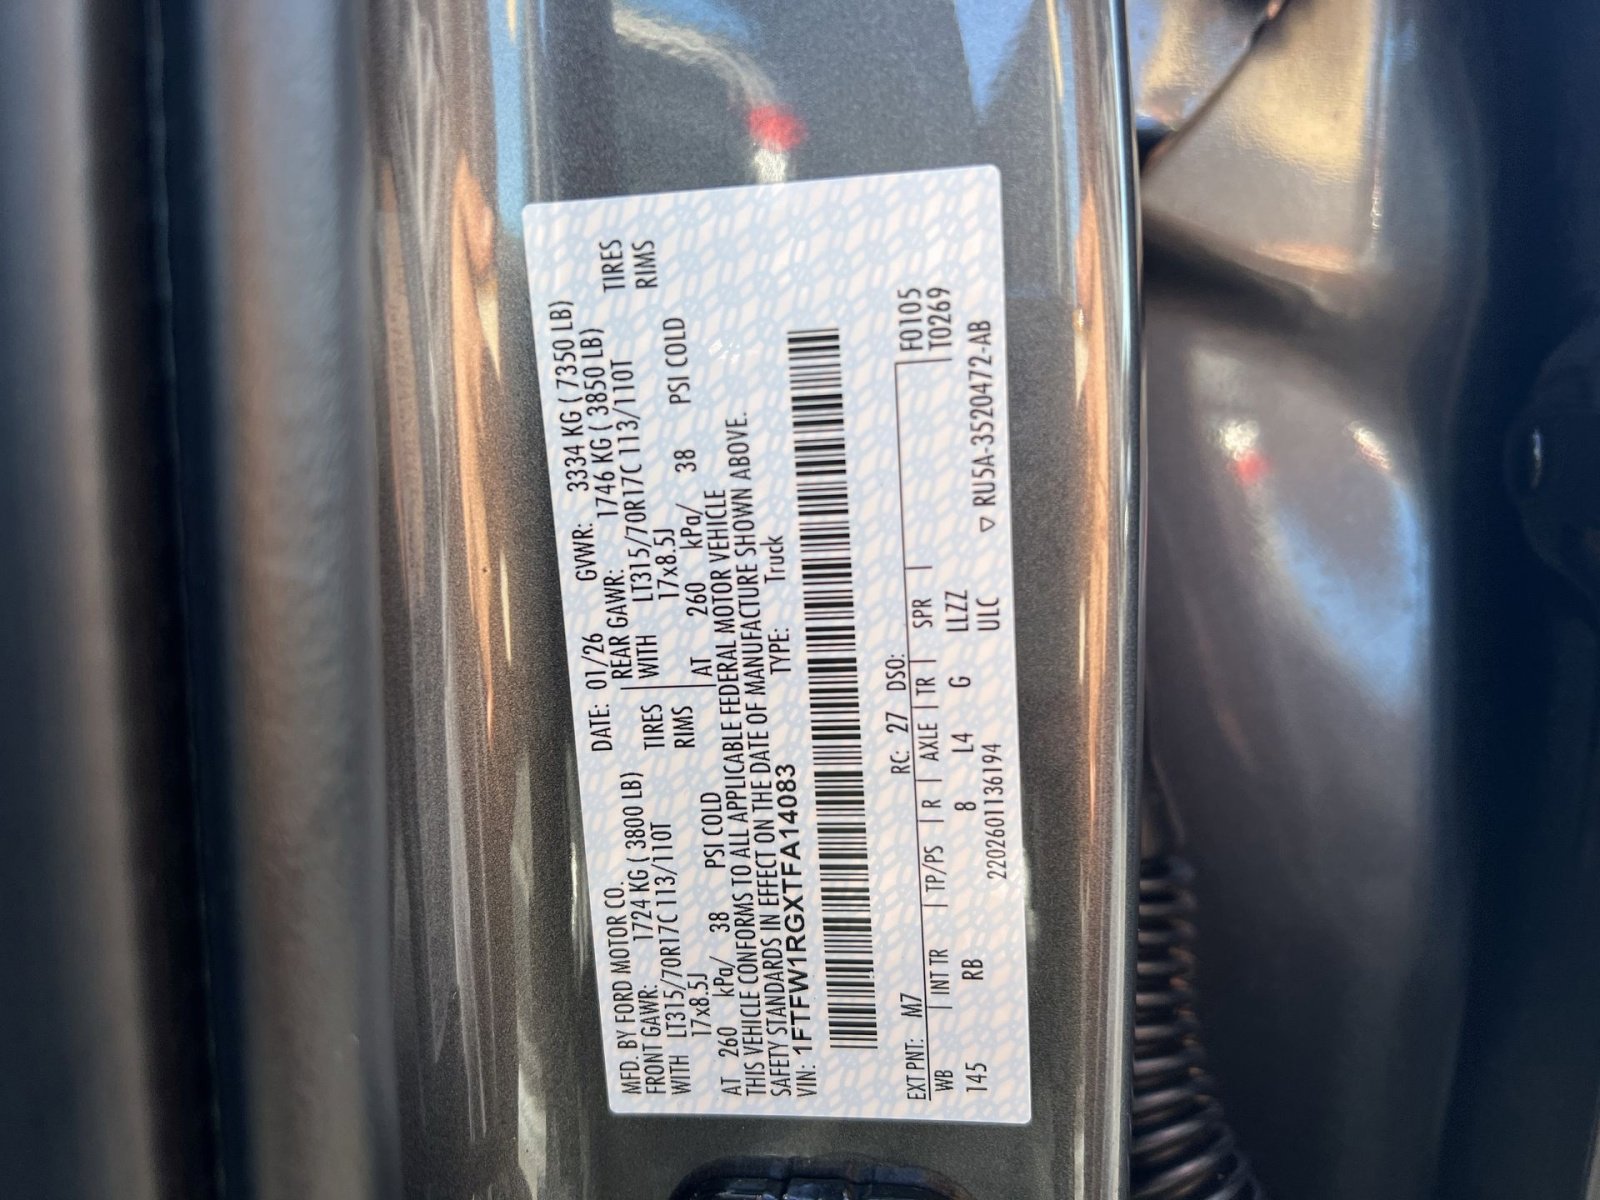 MFD. BY FORD MOTOR CO. DATE: 01/26 GVWR: 3334 KG ( 7350 LB)
FRONT GAWR: 1724 KG ( 3800 LB) REAR GAWR: 1746 KG ( 3850 LB)
WITH LT315/70R17C 113/110T TIRES WITH LT315/70R17C 113/110T TIRES
17x8.5J RIMS 17x8.5J RIMS
AT 260 kPa/ 38 PSI COLD AT 260 kPa/ 38 PSI COLD
THIS VEHICLE CONFORMS TO ALL APPLICABLE FEDERAL MOTOR VEHICLE
SAFETY STANDARDS IN EFFECT ON THE DATE OF MANUFACTURE SHOWN ABOVE.
VIN: 1FTFW1RGXTFA14083 TYPE: Truck
EXT PNT: M7 RC: 27 DSO: F0105
WB INT TR TP/PS R AXLE TR SPR T0269
145 RB 8 L4 G LLZZ
2202601136194 ULC ▽ RU5A-3520472-AB